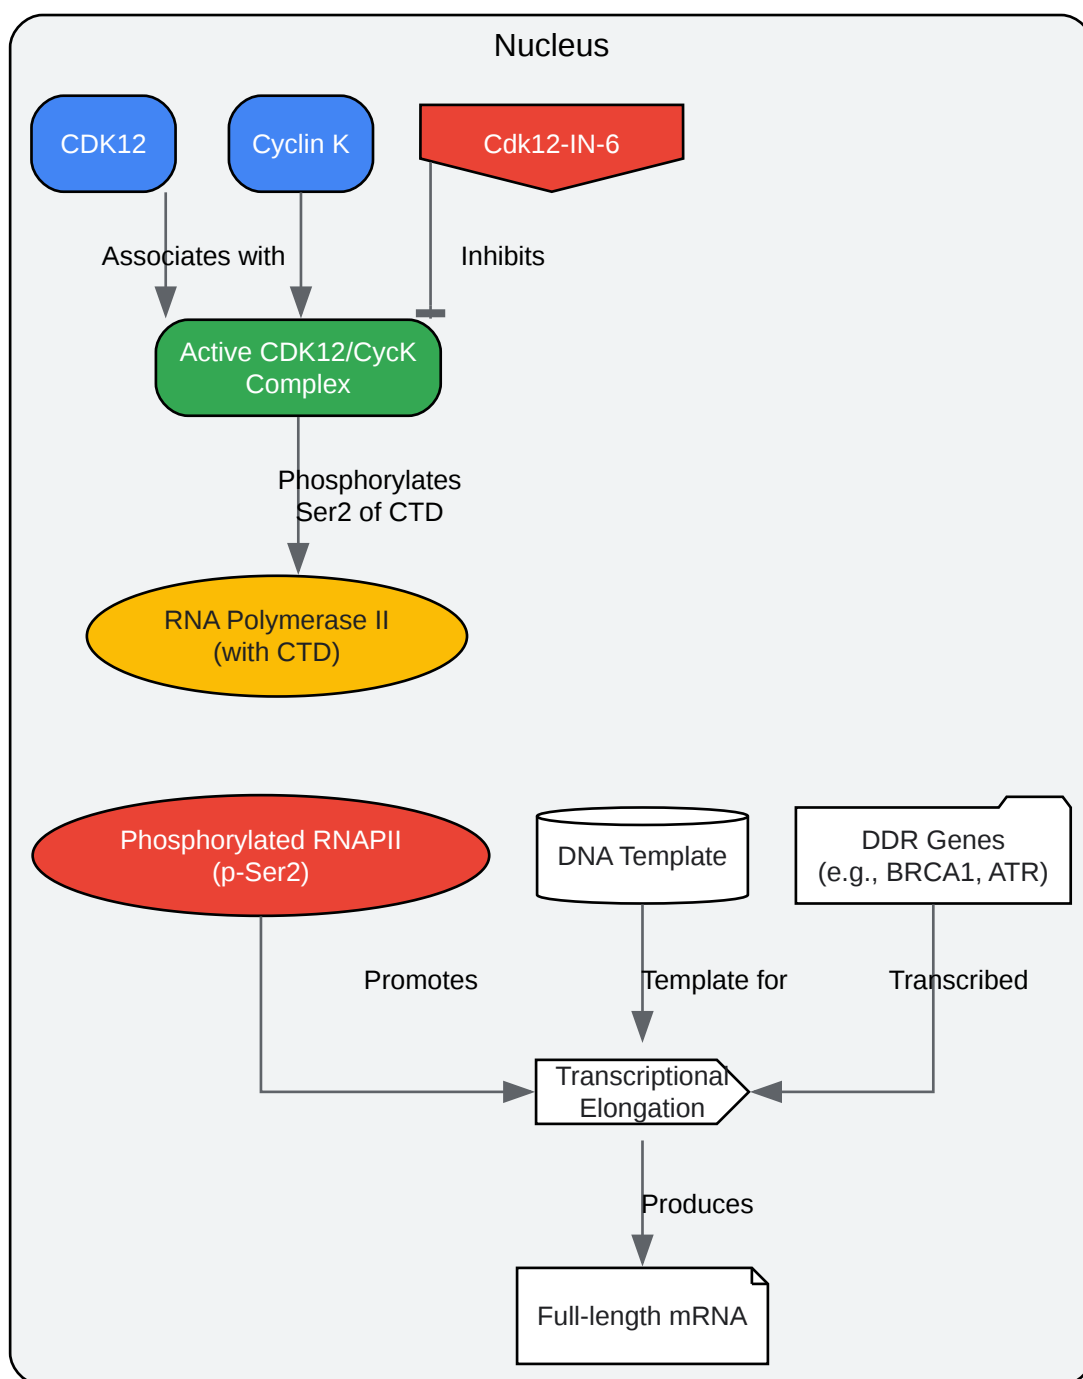 Nucleus
CDK12
Cyclin K
Cdk12-IN-6
Associates with
Inhibits
Active CDK12/CycK
Complex
Phosphorylates
Ser2 of CTD
RNA Polymerase II
(with CTD)
Phosphorylated RNAPII
(p-Ser2)
DNA Template
DDR Genes
(e.g., BRCA1, ATR)
Promotes
Template for
Transcribed
Transcriptional
Elongation
Produces
Full-length mRNA